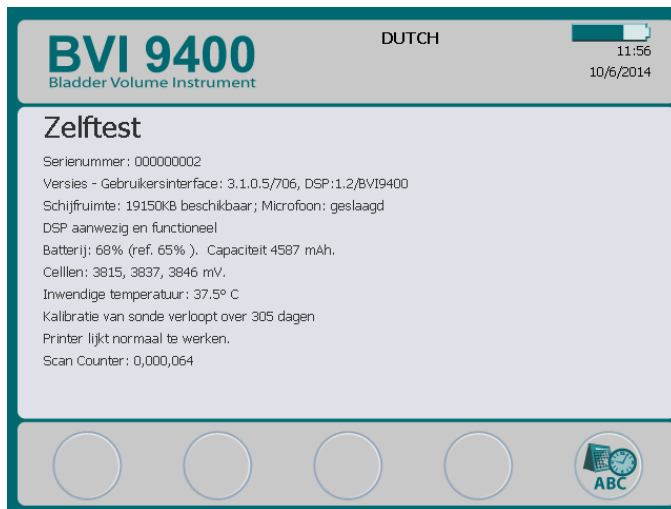 BVI 9400
Bladder Volume Instrument
DUTCH
11:56
10/6/2014
Zelftest
Serienummer: 000000002
Versies - Gebruikersinterface: 3.1.0.5/706, DSP:1.2/BVI9400
Schijfruimte: 19150KB beschikbaar; Microfoon: geslaagd
DSP aanwezig en functioneel
Batterij: 68% (ref. 65% ). Capaciteit 4587 mAh.
Celllen: 3815, 3837, 3846 mV.
Inwendige temperatuur: 37.5º C
Kalibratie van sonde verloopt over 305 dagen
Printer lijkt normaal te werken.
Scan Counter: 0,000,064
ABC